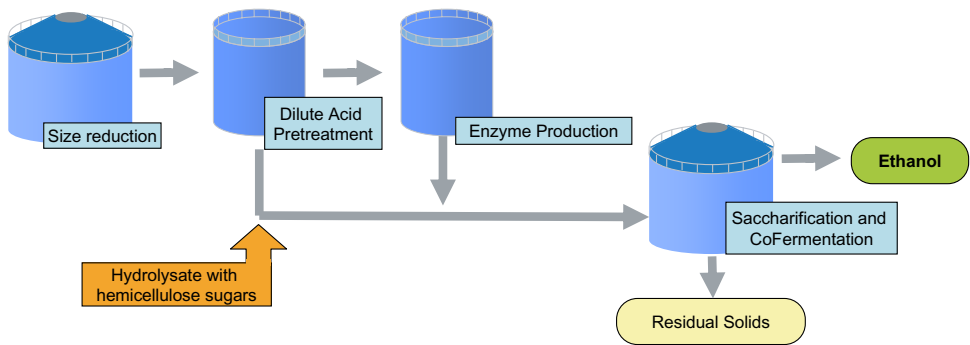 Size reduction
Dilute Acid
Pretreatment
Enzyme Production
Ethanol
Saccharification and
CoFermentation
Hydrolysate with
hemicellulose sugars
Residual Solids